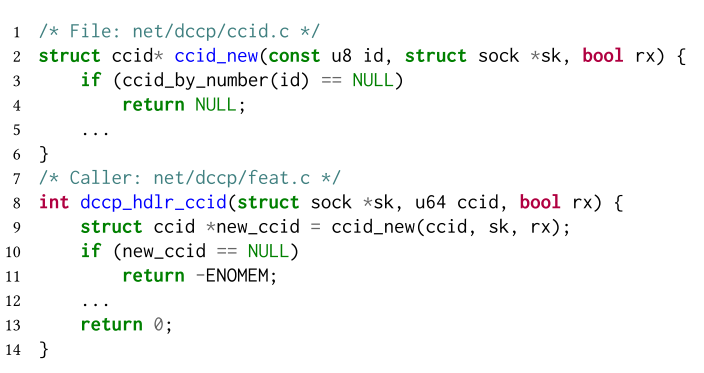 1 /* File: net/dccp/ccid.c */
2 struct ccid* ccid_new(const u8 id, struct sock *sk, bool rx) {
3     if (ccid_by_number(id) == NULL)
4         return NULL;
5     ...
6 }
7 /* Caller: net/dccp/feat.c */
8 int dccp_hdlr_ccid(struct sock *sk, u64 ccid, bool rx) {
9     struct ccid *new_ccid = ccid_new(ccid, sk, rx);
10     if (new_ccid == NULL)
11         return -ENOMEM;
12     ...
13     return 0;
14 }